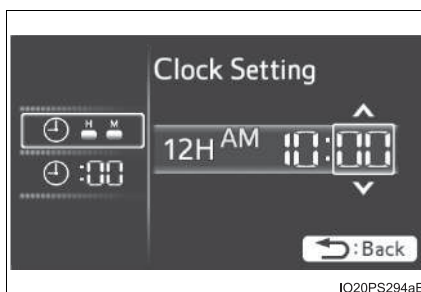 Clock Setting
H M
12H AM 10:00
:00
:Back
IO20PS294aE